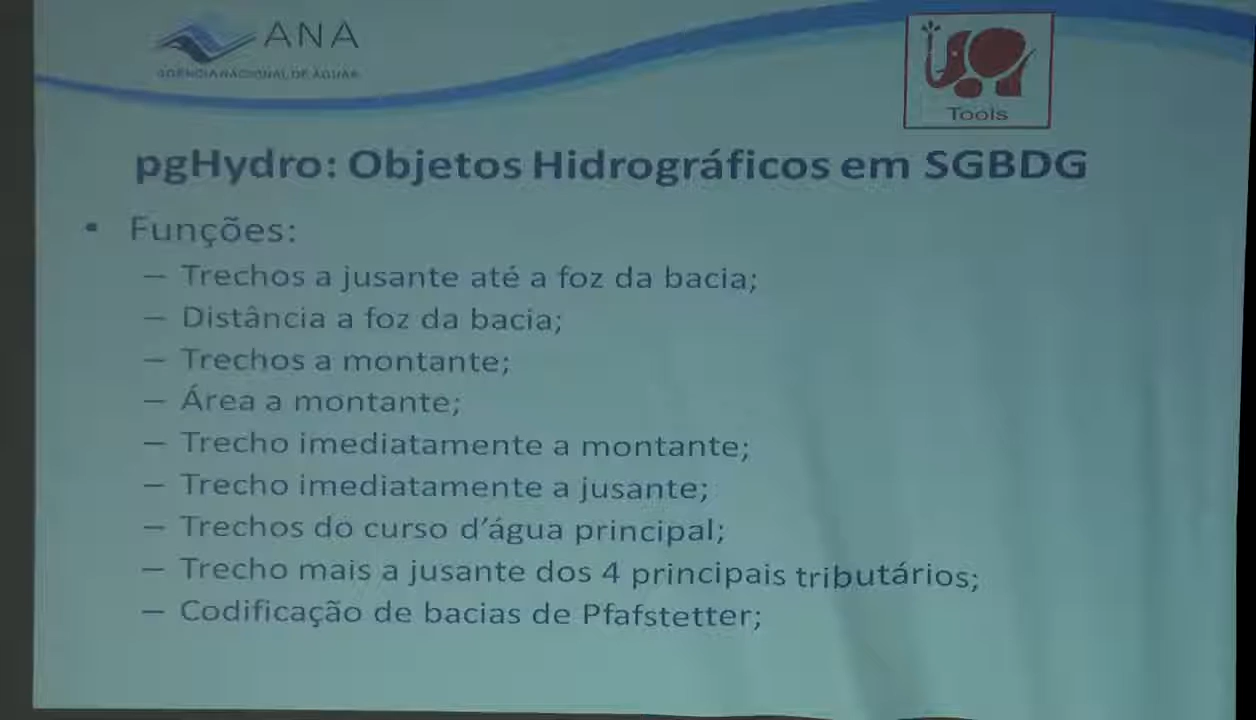 ANA
AGÊNCIA NACIONAL DE ÁGUAS
Tools
pgHydro: Objetos Hidrográficos em SGBDG
• Funções:
– Trechos a jusante até a foz da bacia;
– Distância a foz da bacia;
– Trechos a montante;
– Área a montante;
– Trecho imediatamente a montante;
– Trecho imediatamente a jusante;
– Trechos do curso d’água principal;
– Trecho mais a jusante dos 4 principais tributários;
– Codificação de bacias de Pfafstetter;